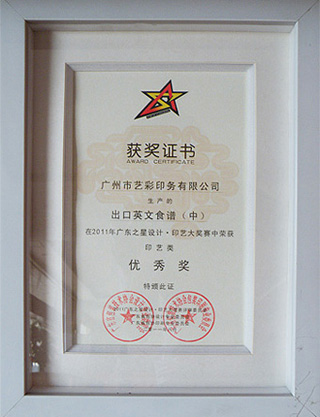 获奖证书
AWARD CERTIFICATE
广州市艺彩印务有限公司
生产的
出口英文食谱（中）
在2011年广东之星设计·印艺大奖赛中荣获
印艺类
优秀奖
特颁此证